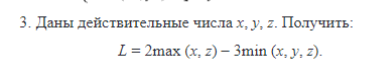 3. Даны действительные числа x, y, z. Получить:
L = 2max (x, z) – 3min (x, y, z).